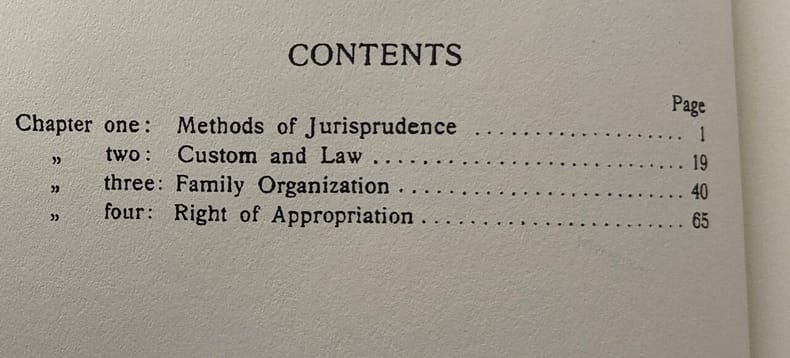 CONTENTS
Page
Chapter one: Methods of Jurisprudence .................... 1
„ two: Custom and Law ............................ 19
„ three: Family Organization .......................... 40
„ four: Right of Appropriation ........................ 65